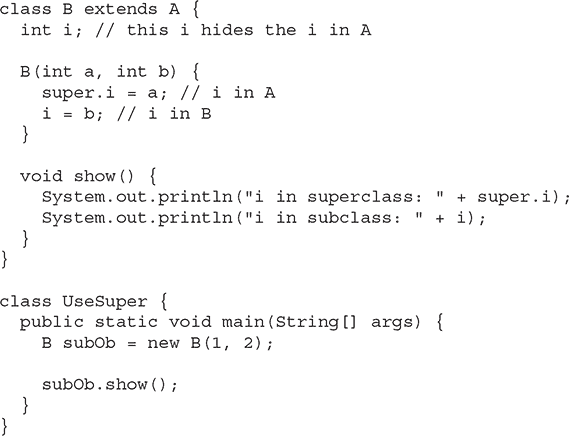 class B extends A {
  int i; // this i hides the i in A

  B(int a, int b) {
    super.i = a; // i in A
    i = b; // i in B
  }

  void show() {
    System.out.println("i in superclass: " + super.i);
    System.out.println("i in subclass: " + i);
  }
}

class UseSuper {
  public static void main(String[] args) {
    B subOb = new B(1, 2);

    subOb.show();
  }
}